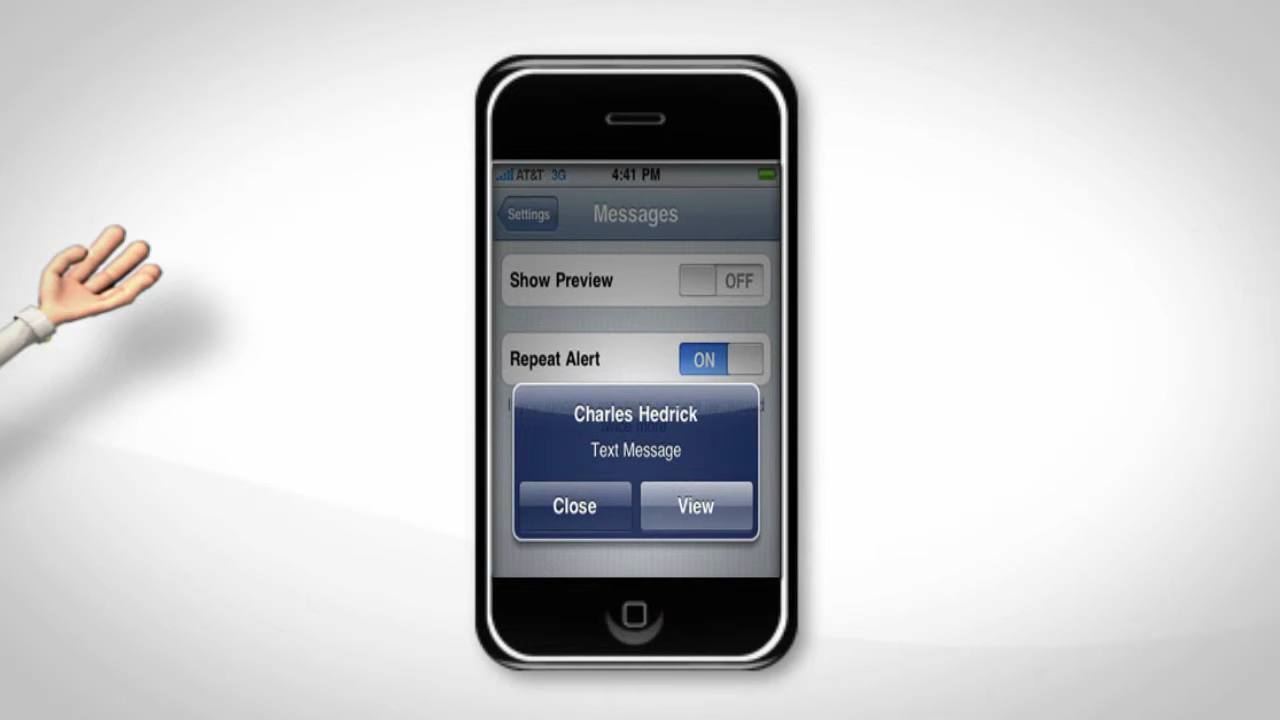 AT&T 3G 4:41 PM
Settings Messages
Show Preview OFF
Repeat Alert ON
Charles Hedrick
Text Message
Close View